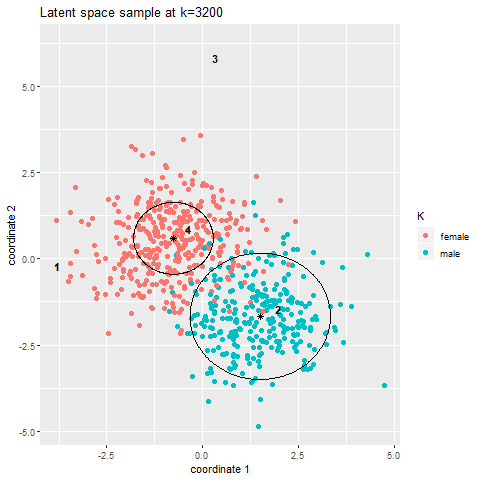 Latent space sample at k=3200
3
5.0
2.5
4
0.0
1
2
-2.5
-5.0
coordinate 2
-2.5 0.0 2.5 5.0
coordinate 1
K
female
male